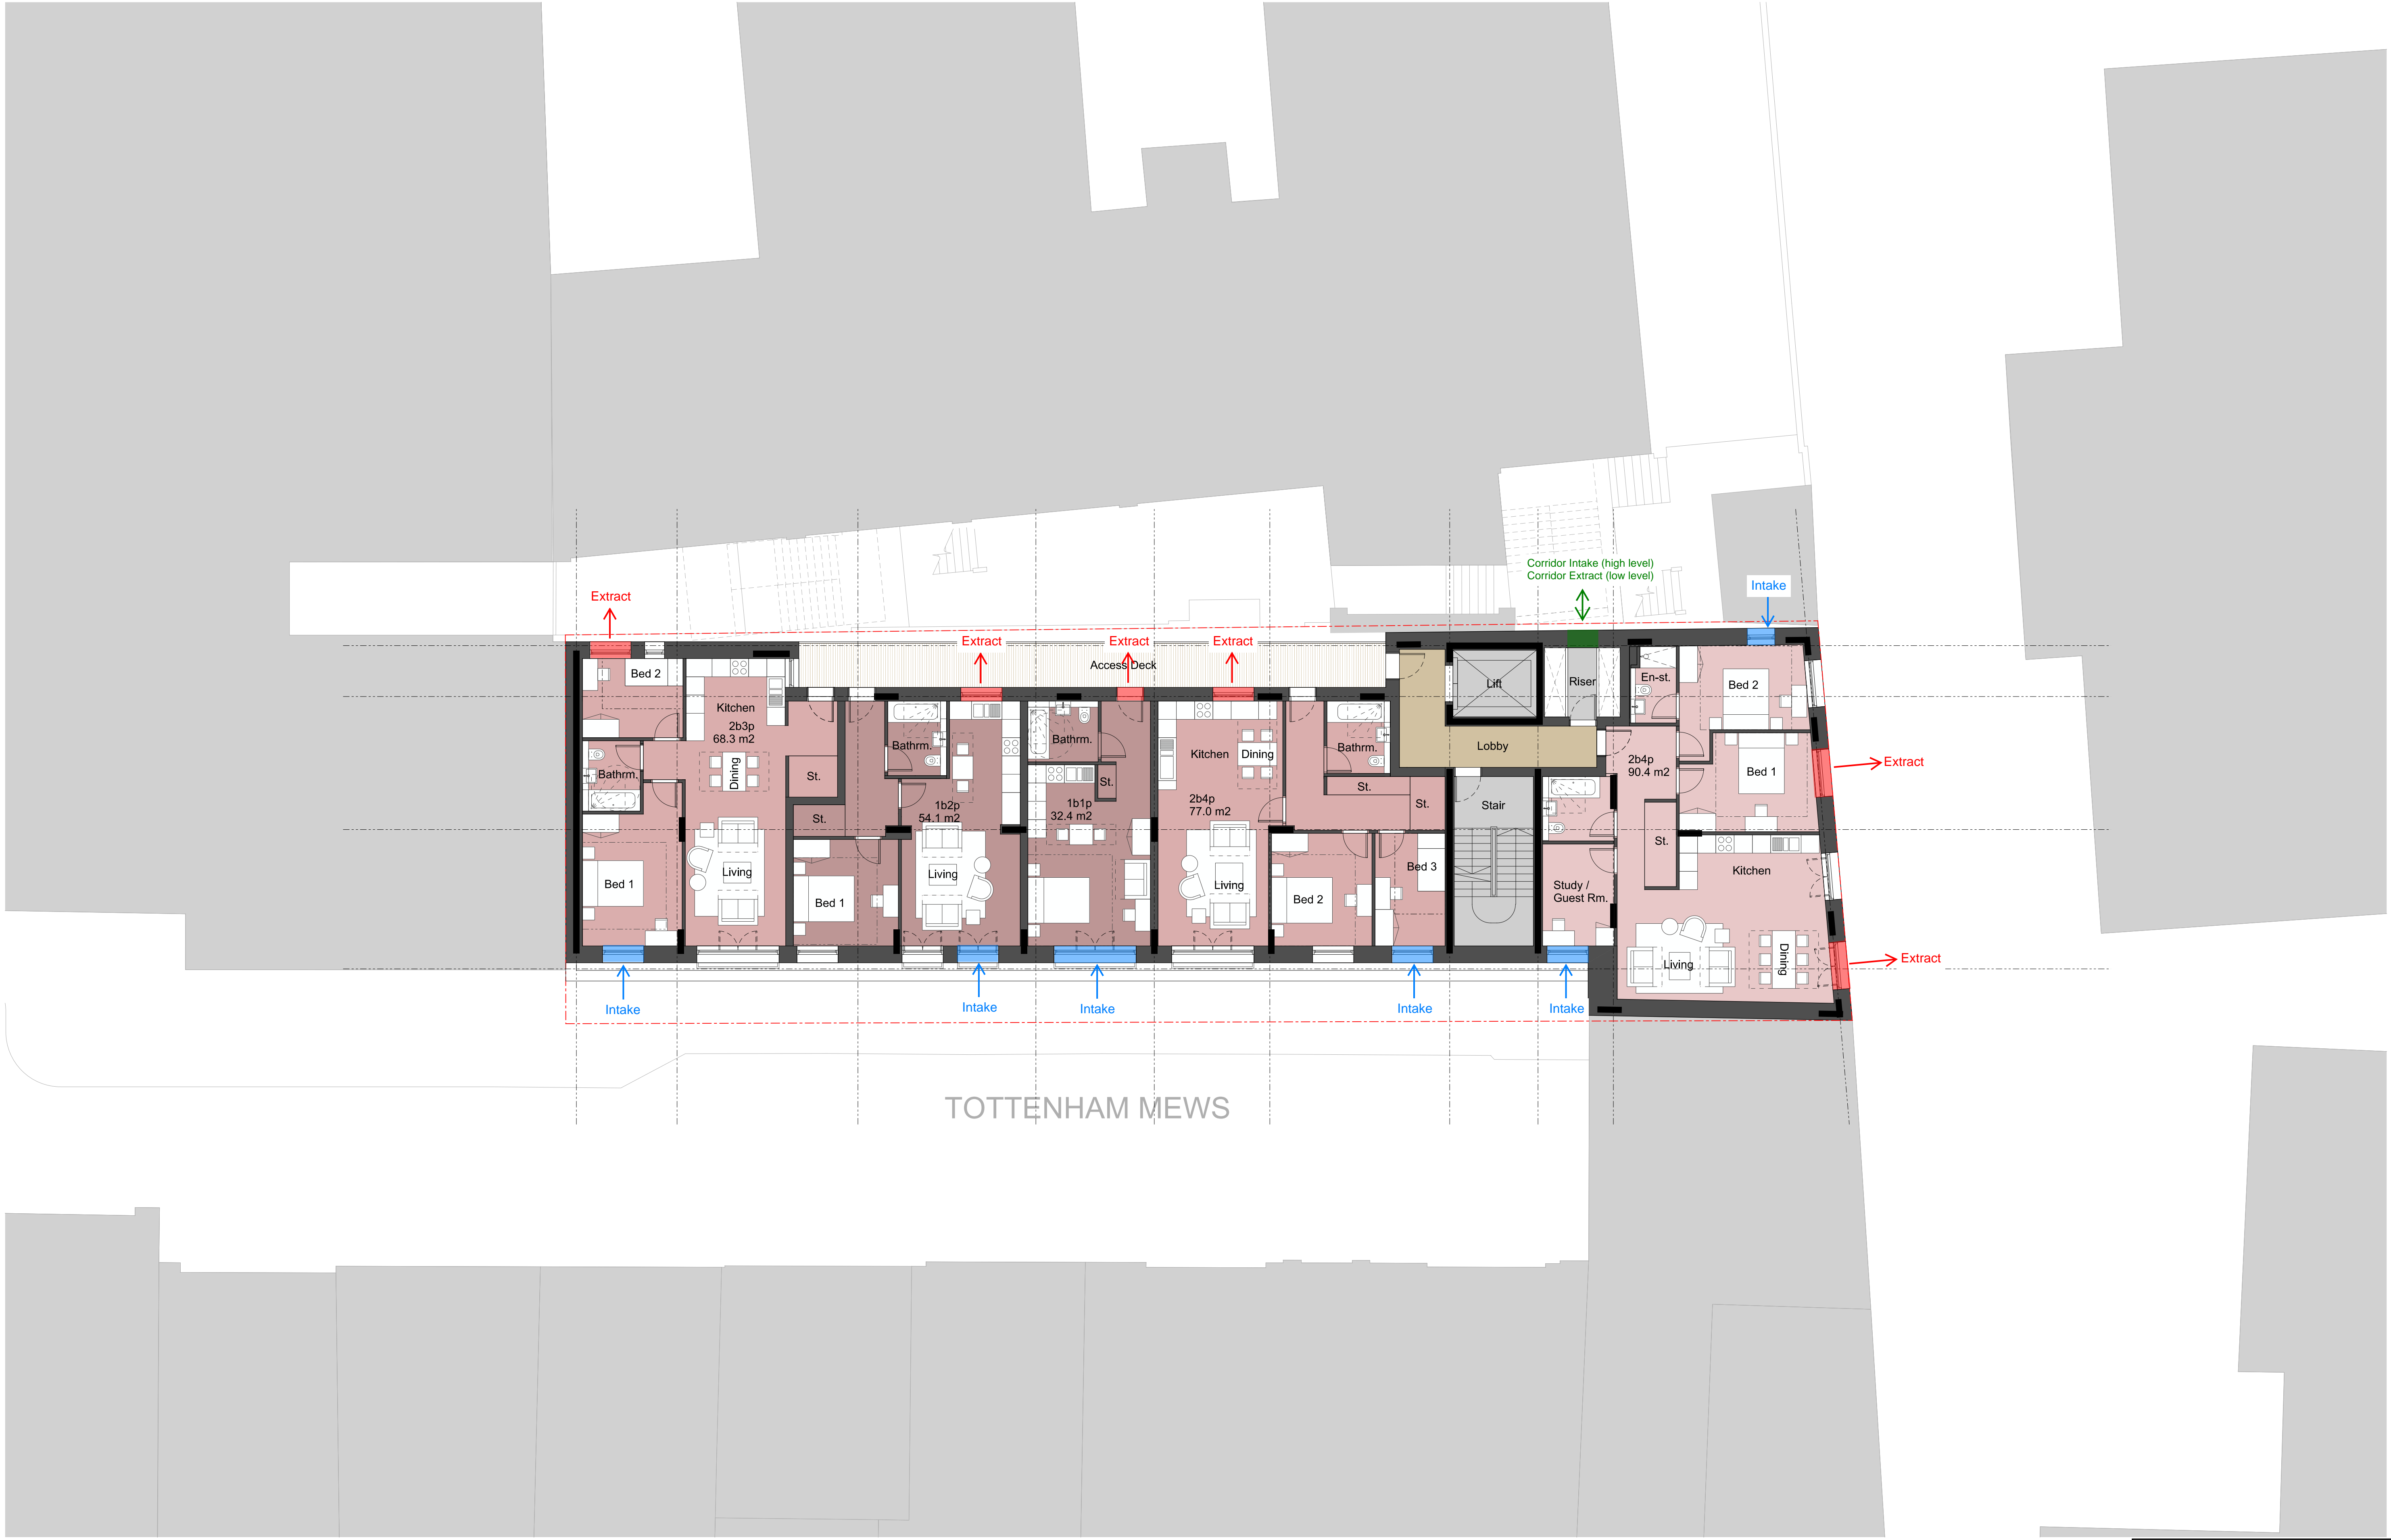 Corridor Intake (high level)
Corridor Extract (low level)
Intake
Extract
Extract
Extract
Extract
Access Deck
Bed 2
Kitchen
2b3p
68.3 m2
Bathrm.
Dining
St.
St.
Bed 1
Living
Bed 1
Bathrm.
1b2p
54.1 m2
Living
Bathrm.
St.
1b1p
32.4 m2
Kitchen
Dining
2b4p
77.0 m2
Living
Bathrm.
St.
St.
Bed 2
Bed 3
Lift
Riser
Lobby
Stair
En-st.
Bed 2
2b4p
90.4 m2
Bed 1
Extract
St.
Study /
Guest Rm.
Kitchen
Living
Dining
Extract
Intake
Intake
Intake
Intake
Intake
TOTTENHAM MEWS